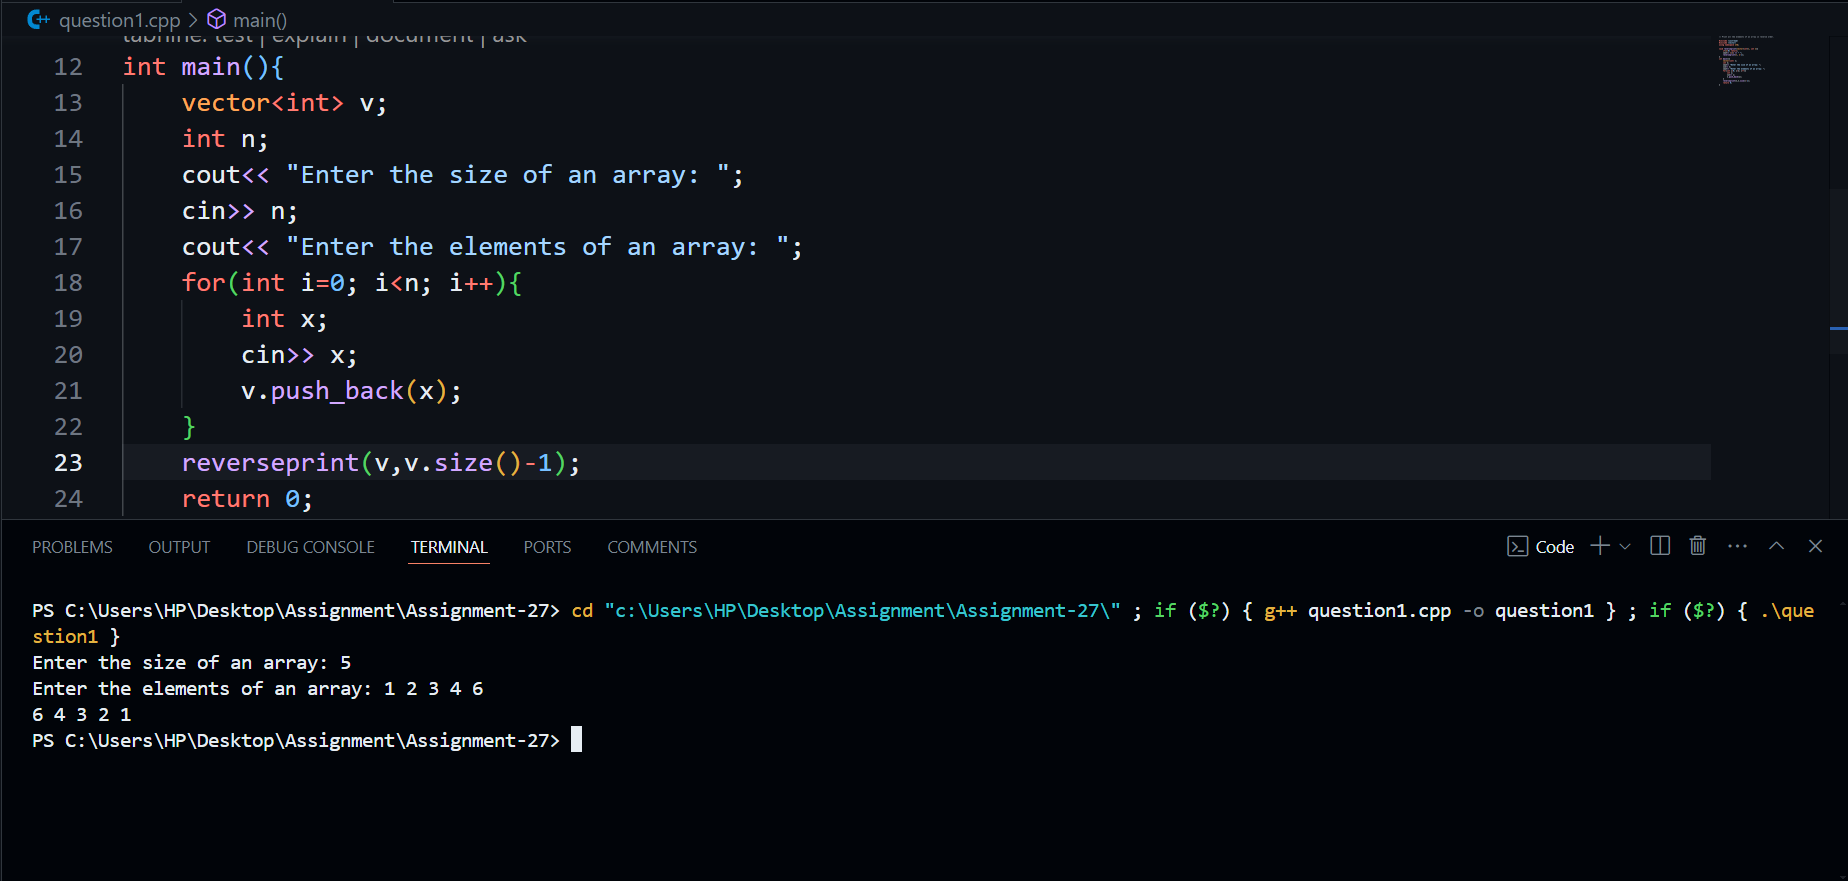 question1.cpp > main()
tabnine: test | explain | document | ask
12 int main(){
13 vector<int> v;
14 int n;
15 cout<< "Enter the size of an array: ";
16 cin>> n;
17 cout<< "Enter the elements of an array: ";
18 for(int i=0; i<n; i++){
19 int x;
20 cin>> x;
21 v.push_back(x);
22 }
23 reverseprint(v,v.size()-1);
24 return 0;
PROBLEMS OUTPUT DEBUG CONSOLE TERMINAL PORTS COMMENTS Code
PS C:\Users\HP\Desktop\Assignment\Assignment-27> cd "c:\Users\HP\Desktop\Assignment\Assignment-27\" ; if ($?) { g++ question1.cpp -o question1 } ; if ($?) { .\que
stion1 }
Enter the size of an array: 5
Enter the elements of an array: 1 2 3 4 6
6 4 3 2 1
PS C:\Users\HP\Desktop\Assignment\Assignment-27>